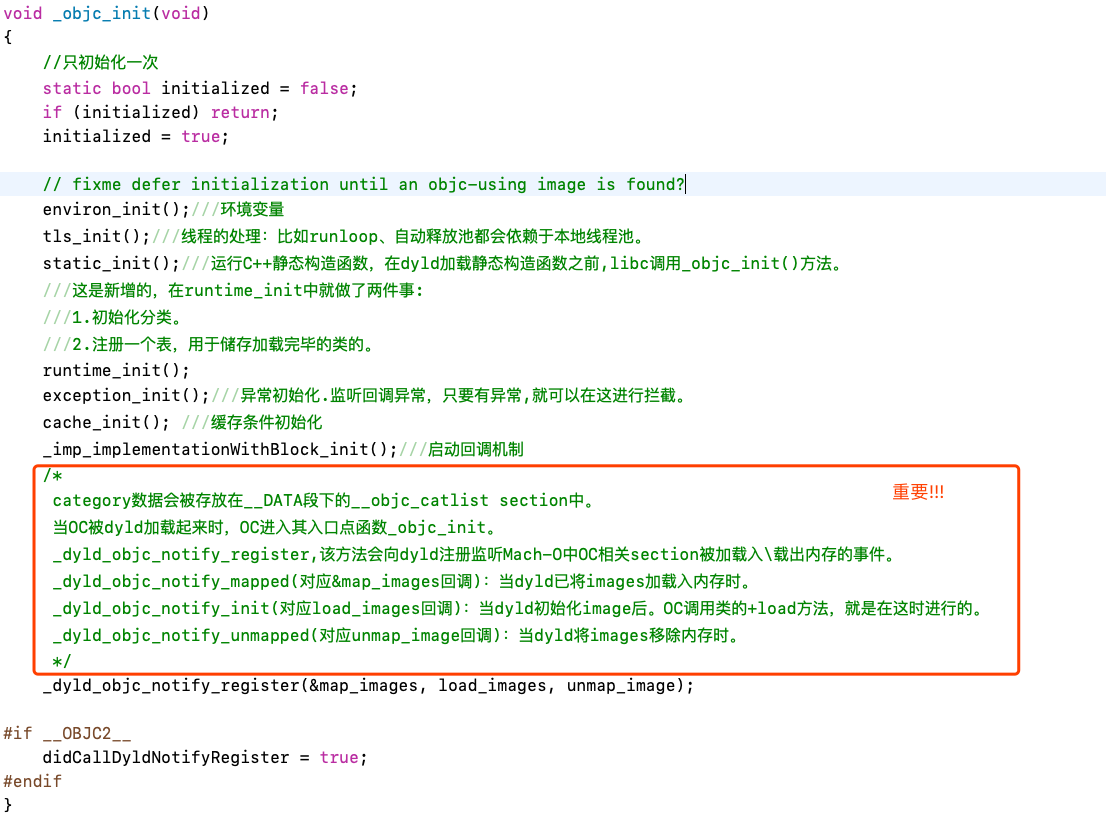 void _objc_init(void)
{
    //只初始化一次
    static bool initialized = false;
    if (initialized) return;
    initialized = true;

    // fixme defer initialization until an objc-using image is found?
    environ_init();///环境变量
    tls_init();///线程的处理：比如runloop、自动释放池都会依赖于本地线程池。
    static_init();///运行C++静态构造函数，在dyld加载静态构造函数之前,libc调用_objc_init()方法。
    ///这是新增的，在runtime_init中就做了两件事:
    ///1.初始化分类。
    ///2.注册一个表，用于储存加载完毕的类的。
    runtime_init();
    exception_init();///异常初始化.监听回调异常，只要有异常,就可以在这进行拦截。
    cache_init(); ///缓存条件初始化
    _imp_implementationWithBlock_init();///启动回调机制
    /*
     category数据会被存放在__DATA段下的__objc_catlist section中。
重要!!!
     当OC被dyld加载起来时，OC进入其入口点函数_objc_init。
     _dyld_objc_notify_register,该方法会向dyld注册监听Mach-O中OC相关section被加载入\载出内存的事件。
     _dyld_objc_notify_mapped(对应&map_images回调)：当dyld已将images加载入内存时。
     _dyld_objc_notify_init(对应load_images回调)：当dyld初始化image后。OC调用类的+load方法，就是在这时进行的。
     _dyld_objc_notify_unmapped(对应unmap_image回调)：当dyld将images移除内存时。
     */
    _dyld_objc_notify_register(&map_images, load_images, unmap_image);

#if __OBJC2__
    didCallDyldNotifyRegister = true;
#endif
}